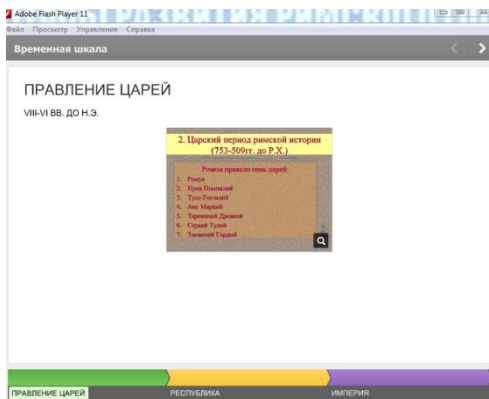 Adobe Flash Player 11
Файл Просмотр Управление Справка
Временная шкала
ПРАВЛЕНИЕ ЦАРЕЙ
VIII-VI ВВ. ДО Н.Э.
2. Царский период римской истории
(753-509гг. до Р.Х.)
Римом правило семь царей:
1. Ромул
2. Нума Помпилий
3. Тулл Гостилий
4. Анк Марций
5. Тарквиний Древний
6. Сервий Тулий
7. Тарквиний Гордый
ПРАВЛЕНИЕ ЦАРЕЙ
РЕСПУБЛИКА
ИМПЕРИЯ